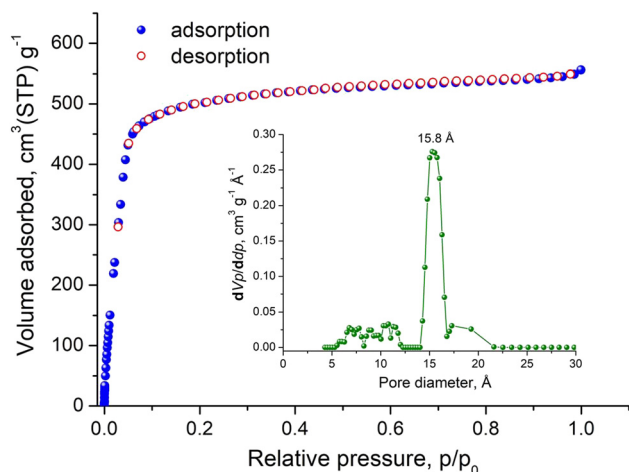 adsorption
desorption
Volume adsorbed, cm³(STP) g⁻¹
600
500
400
300
200
100
0
0.0 0.2 0.4 0.6 0.8 1.0
Relative pressure, p/p₀
15.8 Å
dVp/ddp, cm³ g⁻¹ Å⁻¹
0.30
0.25
0.20
0.15
0.10
0.05
0.00
0 5 10 15 20 25 30
Pore diameter, Å